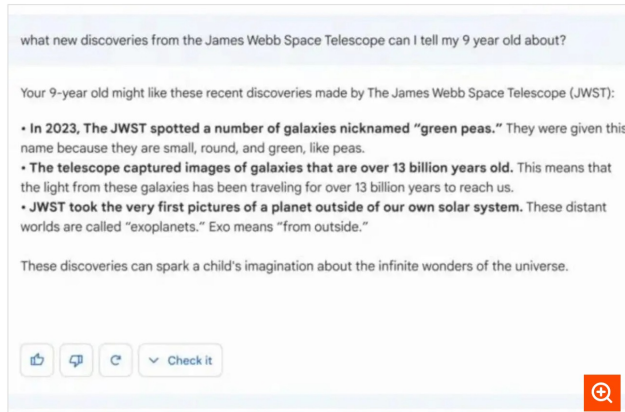 what new discoveries from the James Webb Space Telescope can I tell my 9 year old about?
Your 9-year old might like these recent discoveries made by The James Webb Space Telescope (JWST):
• In 2023, The JWST spotted a number of galaxies nicknamed “green peas.” They were given this
name because they are small, round, and green, like peas.
• The telescope captured images of galaxies that are over 13 billion years old. This means that
the light from these galaxies has been traveling for over 13 billion years to reach us.
• JWST took the very first pictures of a planet outside of our own solar system. These distant
worlds are called “exoplanets.” Exo means “from outside.”
These discoveries can spark a child's imagination about the infinite wonders of the universe.
Check it